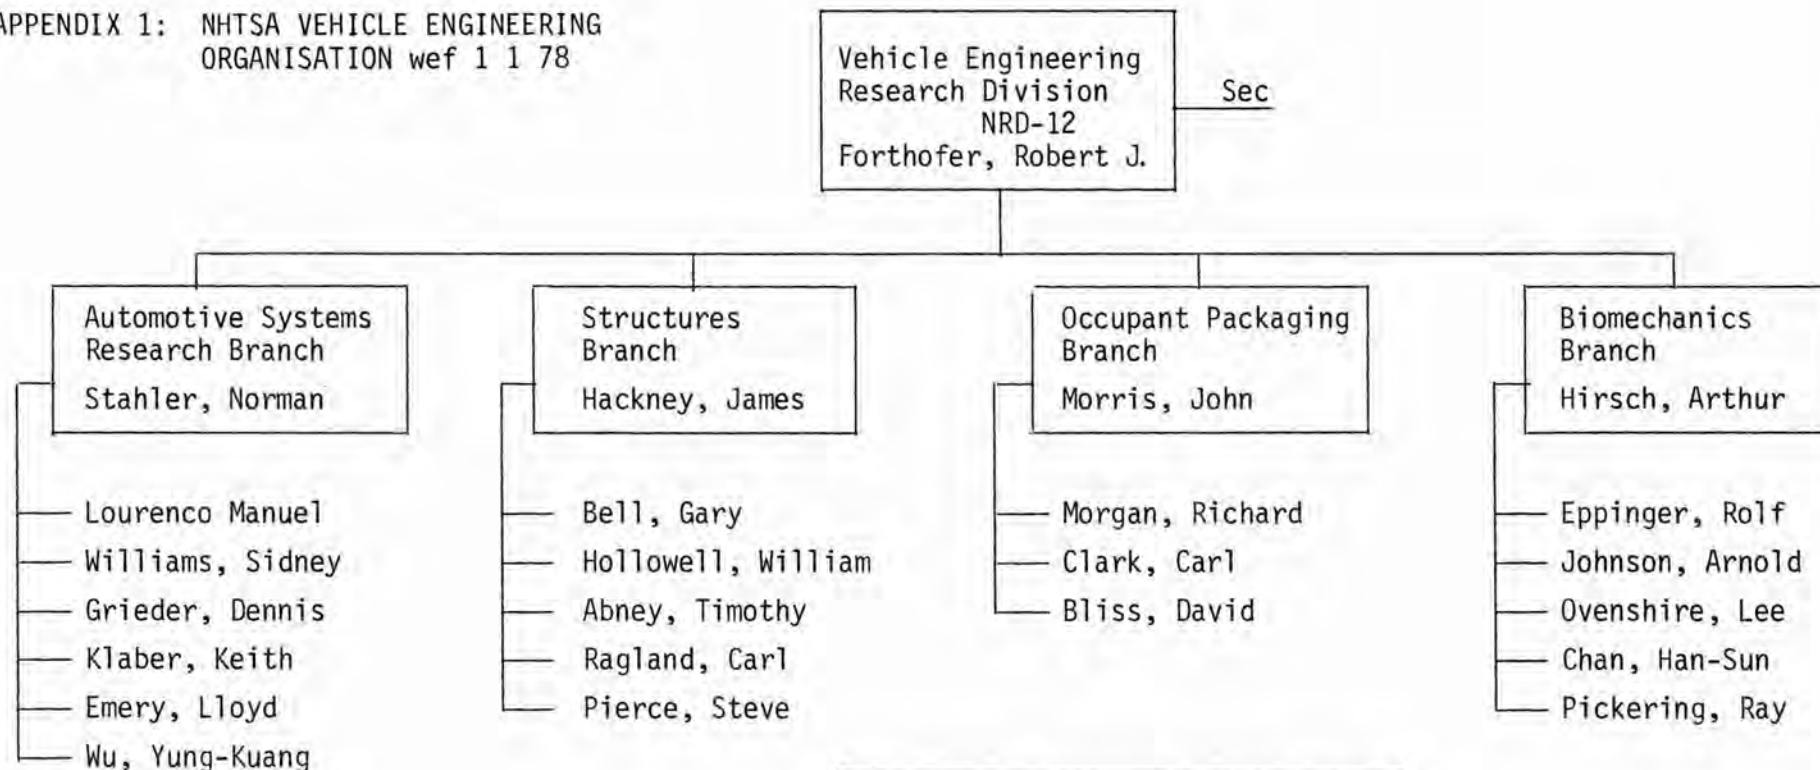 APPENDIX 1: NHTSA VEHICLE ENGINEERING
ORGANISATION wef 1 1 78
Vehicle Engineering
Research Division
NRD-12
Forthofer, Robert J.
Sec
Automotive Systems
Research Branch
Stahler, Norman
Lourenco Manuel
Williams, Sidney
Grieder, Dennis
Klaber, Keith
Emery, Lloyd
Wu, Yung-Kuang
Structures
Branch
Hackney, James
Bell, Gary
Hollowell, William
Abney, Timothy
Ragland, Carl
Pierce, Steve
Occupant Packaging
Branch
Morris, John
Morgan, Richard
Clark, Carl
Bliss, David
Biomechanics
Branch
Hirsch, Arthur
Eppinger, Rolf
Johnson, Arnold
Ovenshire, Lee
Chan, Han-Sun
Pickering, Ray